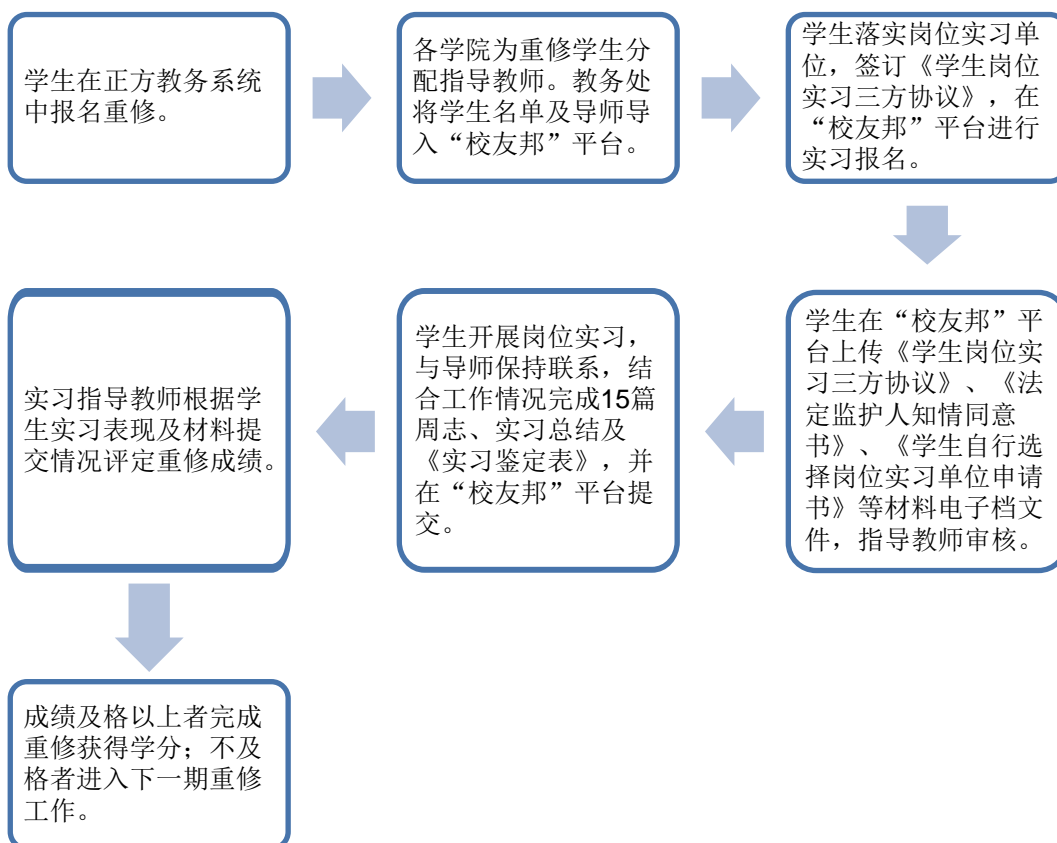 学生在正方教务系统
中报名重修。
各学院为重修学生分
配指导教师。教务处
将学生名单及导师导
入“校友邦”平台。
学生落实岗位实习单
位，签订《学生岗位
实习三方协议》，在
“校友邦”平台进行
实习报名。
学生在“校友邦”平
台上传《学生岗位实
习三方协议》、《法
定监护人知情同意
书》、《学生自行选
择岗位实习单位申请
书》等材料电子档文
件，指导教师审核。
学生开展岗位实习，
与导师保持联系，结
合工作情况完成15篇
周志、实习总结及
《实习鉴定表》，并
在“校友邦”平台提
交。
实习指导教师根据学
生实习表现及材料提
交情况评定重修成绩。
成绩及格以上者完成
重修获得学分；不及
格者进入下一期重修
工作。